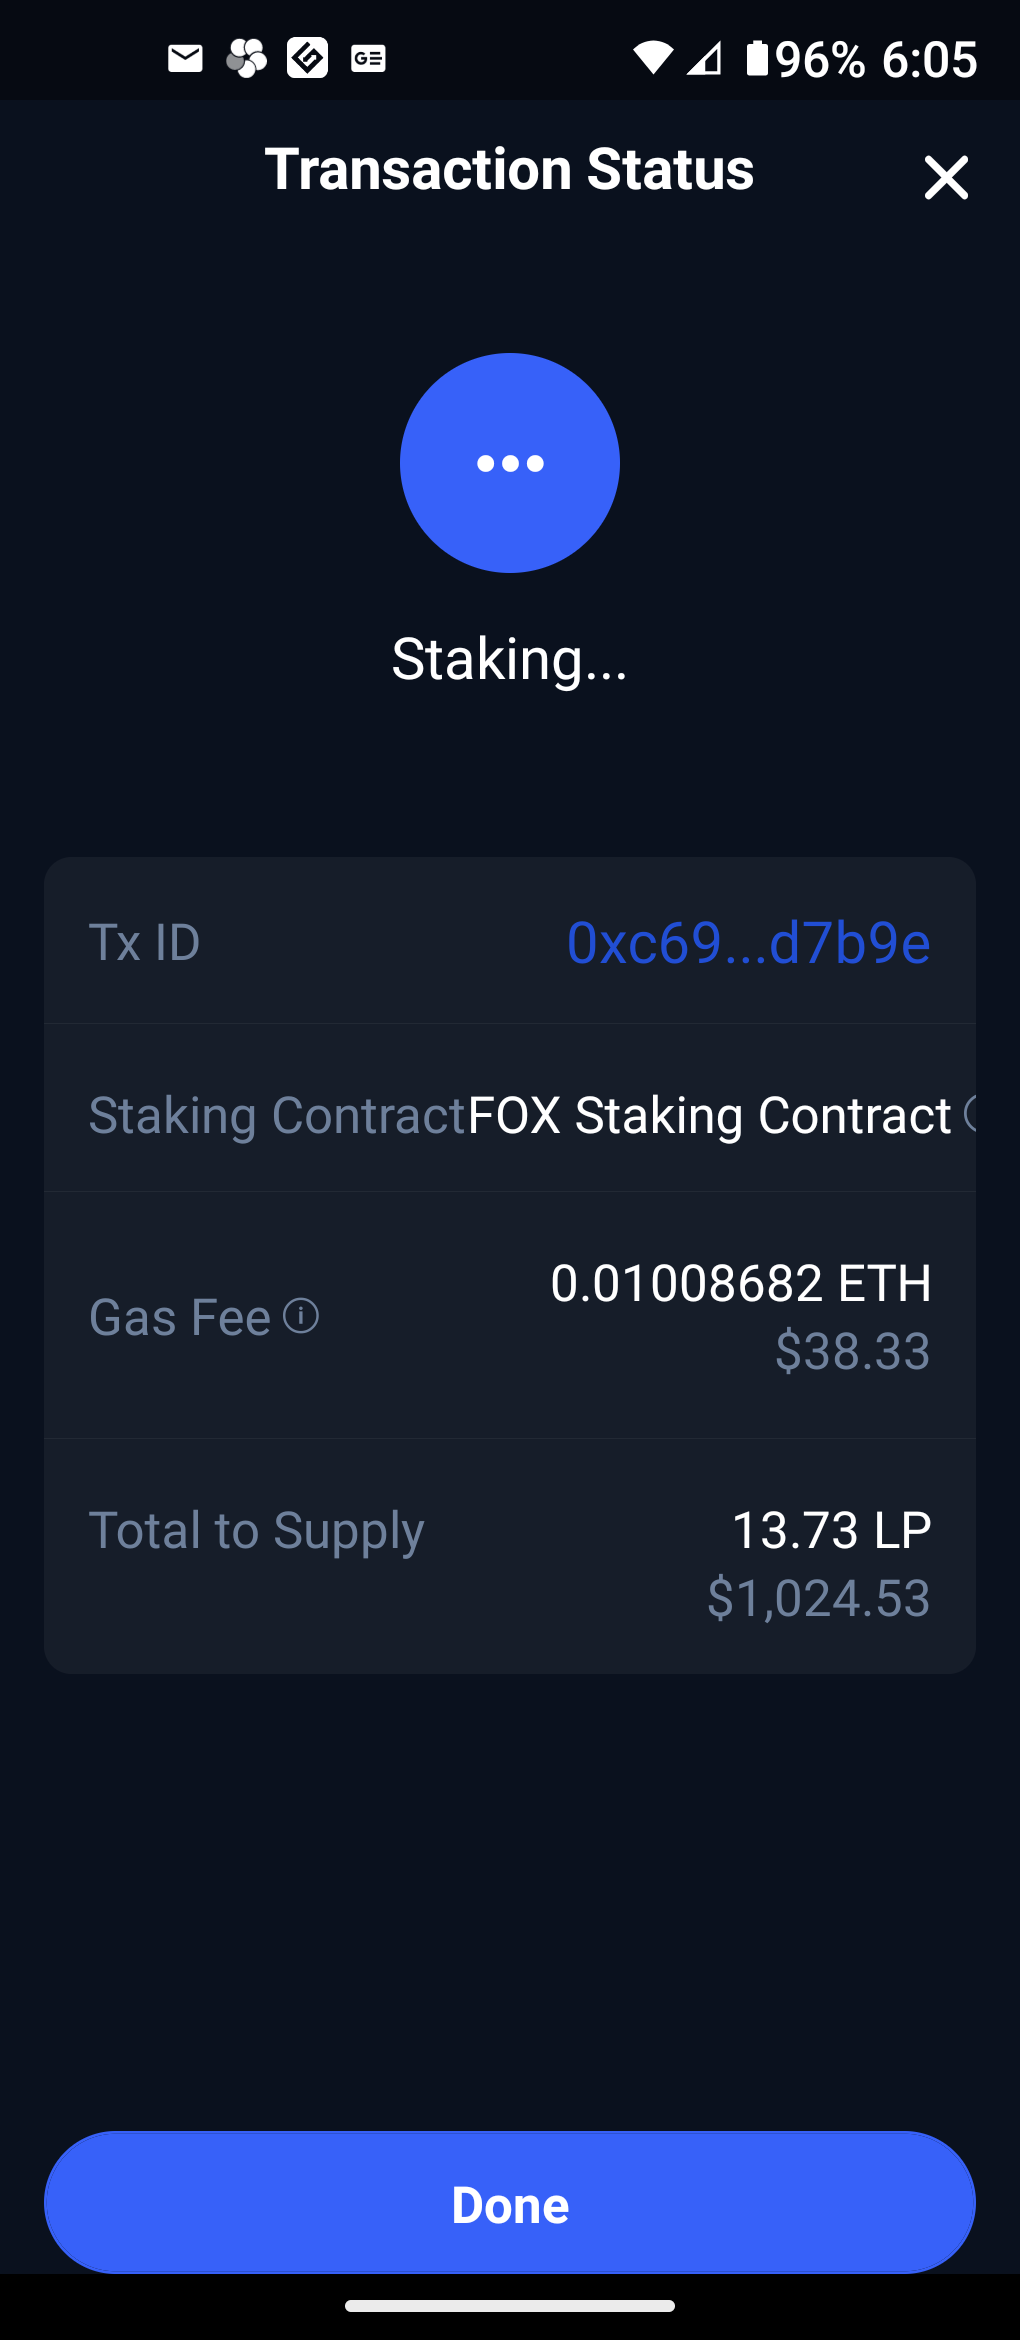 96% 6:05
Transaction Status
Staking...
Tx ID 0xc69...d7b9e
Staking Contract FOX Staking Contract
Gas Fee 0.01008682 ETH
$38.33
Total to Supply 13.73 LP
$1,024.53
Done